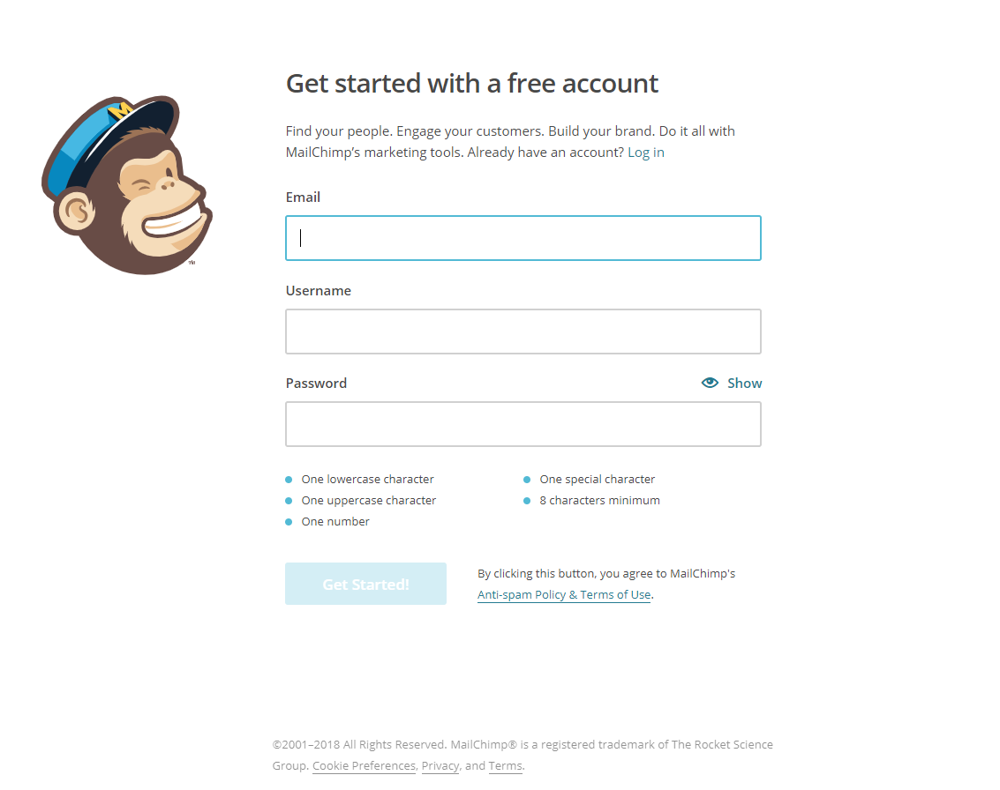 Get started with a free account
Find your people. Engage your customers. Build your brand. Do it all with
MailChimp’s marketing tools. Already have an account? Log in
Email
Username
Password
Show
One lowercase character
One special character
One uppercase character
8 characters minimum
One number
Get Started!
By clicking this button, you agree to MailChimp's
Anti-spam Policy & Terms of Use.
M
TM
©2001–2018 All Rights Reserved. MailChimp® is a registered trademark of The Rocket Science
Group. Cookie Preferences, Privacy, and Terms.